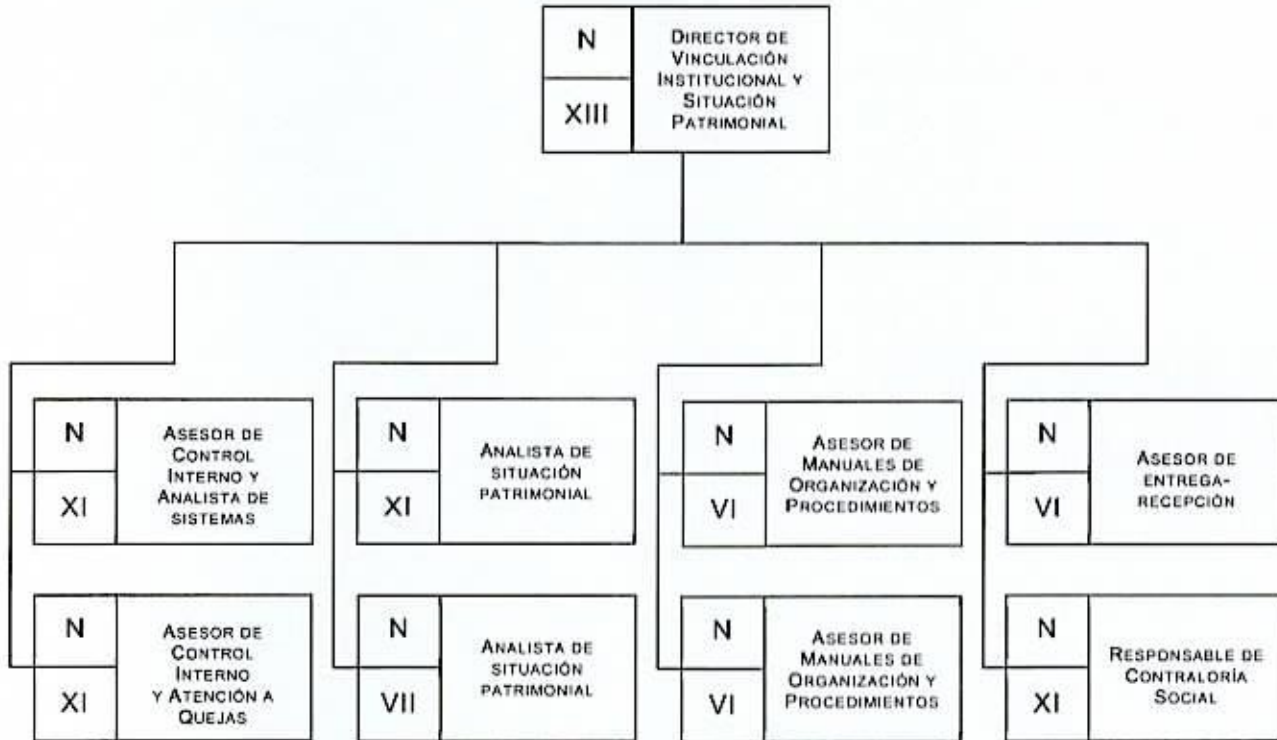 N
XIII
DIRECTOR DE
VINCULACIÓN
INSTITUCIONAL Y
SITUACIÓN
PATRIMONIAL
N
XI
ASESOR DE
CONTROL
INTERNO Y
ANALISTA DE
SISTEMAS
N
XI
ANALISTA DE
SITUACIÓN
PATRIMONIAL
N
VI
ASESOR DE
MANUALES DE
ORGANIZACIÓN Y
PROCEDIMIENTOS
N
VI
ASESOR DE
ENTREGA-
RECEPCIÓN
N
XI
ASESOR DE
CONTROL
INTERNO
Y ATENCIÓN A
QUEJAS
N
VII
ANALISTA DE
SITUACIÓN
PATRIMONIAL
N
VI
ASESOR DE
MANUALES DE
ORGANIZACIÓN Y
PROCEDIMIENTOS
N
XI
RESPONSABLE DE
CONTRALORÍA
SOCIAL